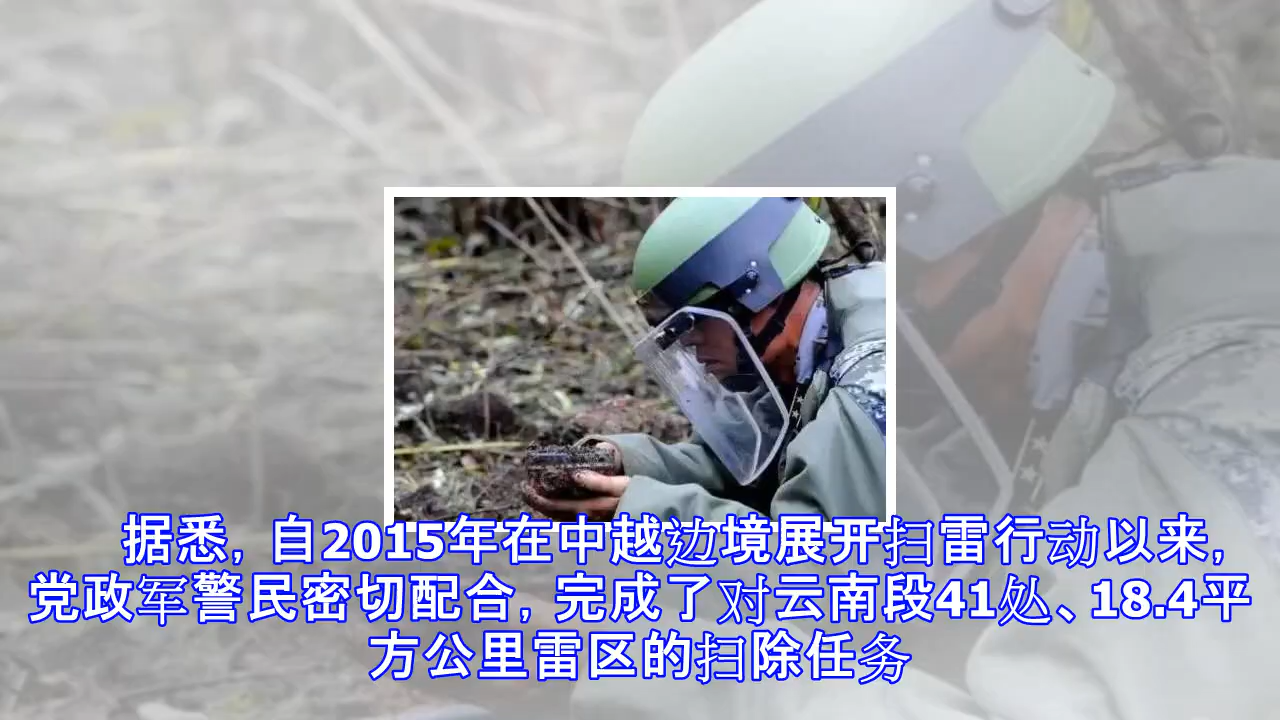 据悉，自2015年在中越边境展开扫雷行动以来，
党政军警民密切配合，完成了对云南段41处、18.4平
方公里雷区的扫除任务